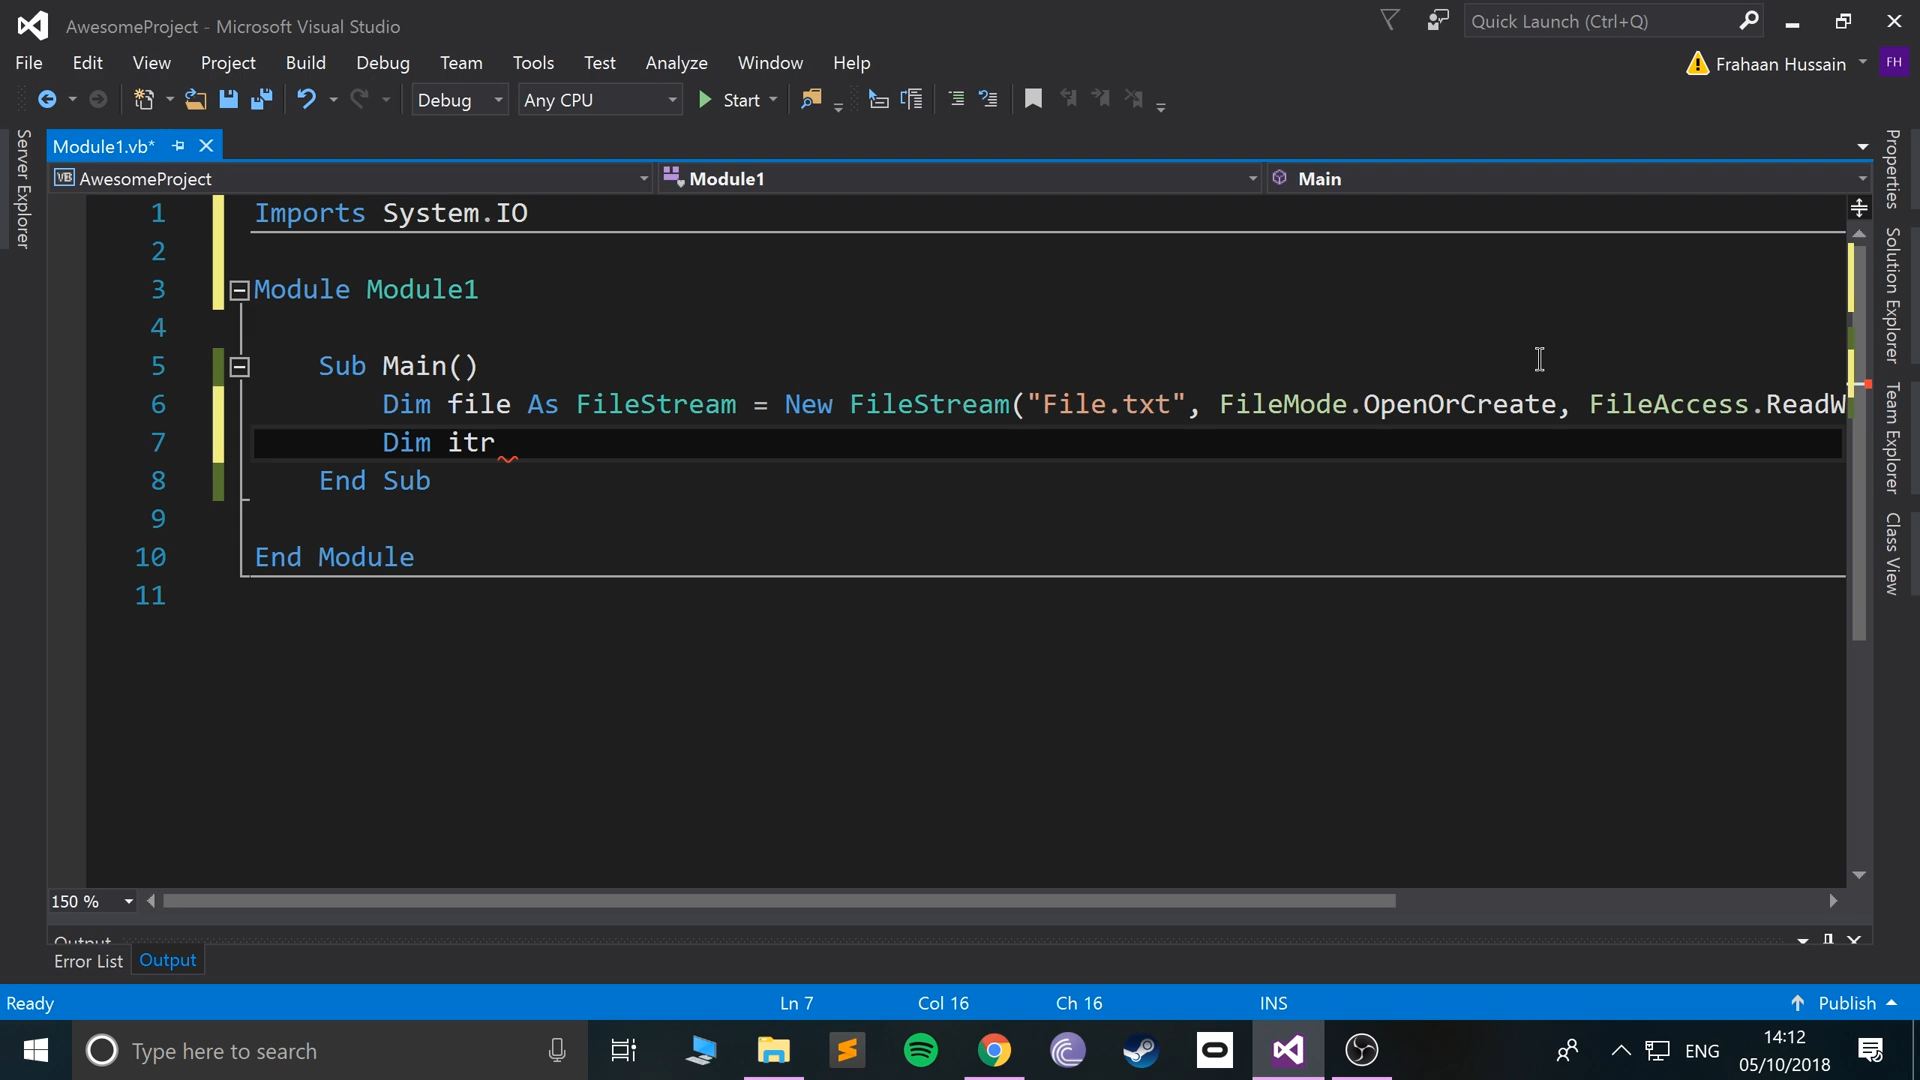 AwesomeProject - Microsoft Visual Studio
Quick Launch (Ctrl+Q)
File Edit View Project Build Debug Team Tools Test Analyze Window Help
Frahaan Hussain FH
Debug Any CPU Start
Server Explorer
Module1.vb*
VB AwesomeProject Module1 Main
1 Imports System.IO
2
3 Module Module1
4
5 Sub Main()
6 Dim file As FileStream = New FileStream("File.txt", FileMode.OpenOrCreate, FileAccess.ReadW
7 Dim itr
8 End Sub
9
10 End Module
11
Properties
Solution Explorer
Team Explorer
Class View
150 %
Output
Error List Output
Ready Ln 7 Col 16 Ch 16 INS Publish
Type here to search
ENG
14:12
05/10/2018